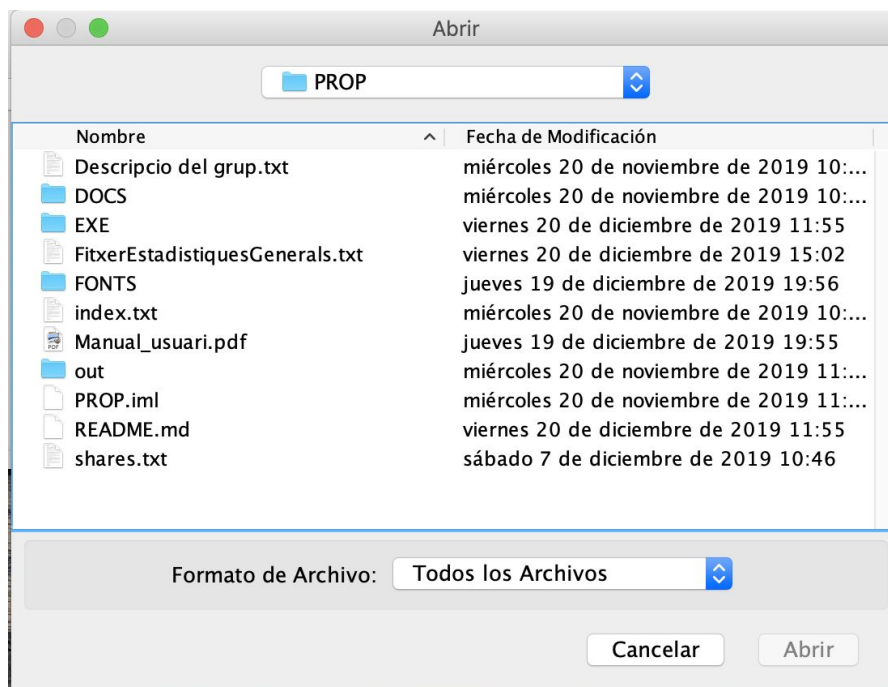 Abrir
PROP
Nombre Fecha de Modificación
Descripcio del grup.txt miércoles 20 de noviembre de 2019 10:...
DOCS miércoles 20 de noviembre de 2019 10:...
EXE viernes 20 de diciembre de 2019 11:55
FitxerEstadistiquesGenerals.txt viernes 20 de diciembre de 2019 15:02
FONTS jueves 19 de diciembre de 2019 19:56
index.txt miércoles 20 de noviembre de 2019 10:...
Manual_usuari.pdf jueves 19 de diciembre de 2019 19:55
out miércoles 20 de noviembre de 2019 11:...
PROP.iml miércoles 20 de noviembre de 2019 11:...
README.md viernes 20 de diciembre de 2019 11:55
shares.txt sábado 7 de diciembre de 2019 10:46
Formato de Archivo: Todos los Archivos
Cancelar Abrir